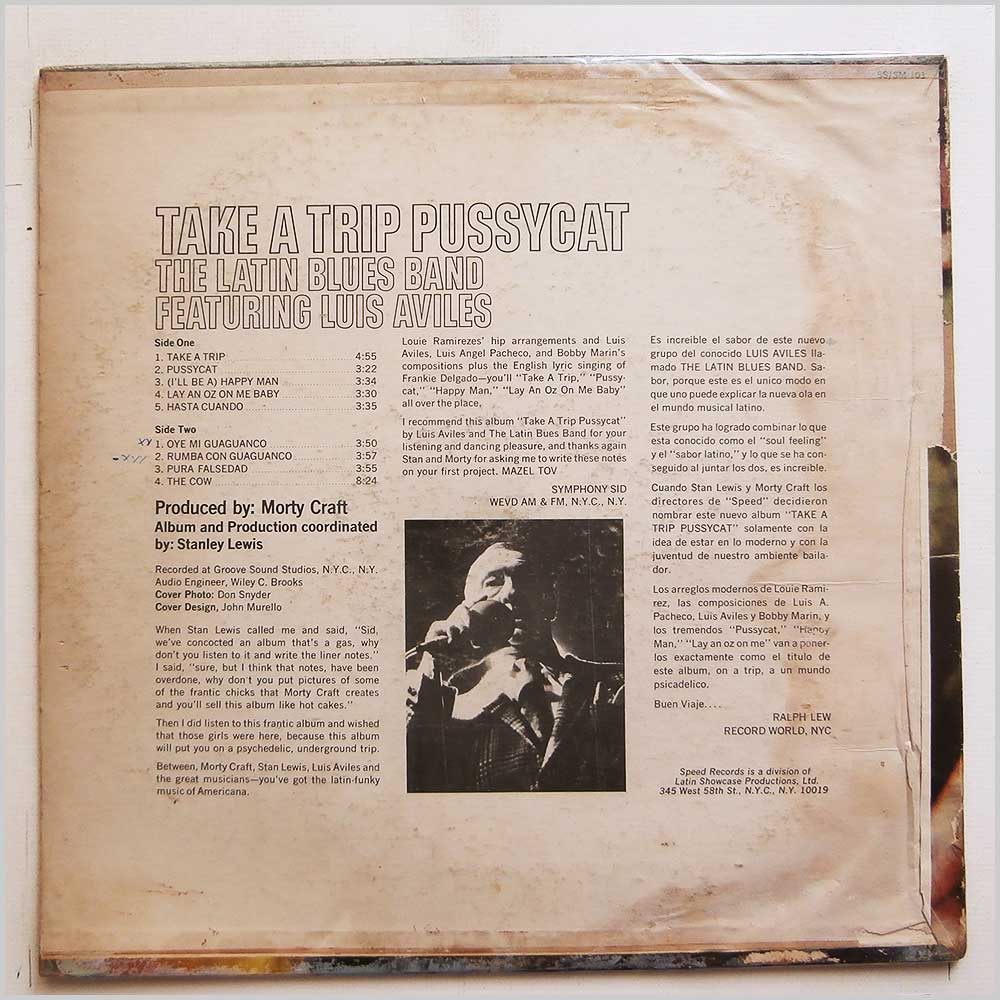 SS/SM 101
TAKE A TRIP PUSSYCAT
THE LATIN BLUES BAND
FEATURING LUIS AVILES
Side One
1. TAKE A TRIP 4:55
2. PUSSYCAT 3:22
3. (I'LL BE A) HAPPY MAN 3:34
4. LAY AN OZ ON ME BABY 3:30
5. HASTA CUANDO 3:35
Side Two
1. OYE MI GUAGUANCO 3:50
2. RUMBA CON GUAGUANCO 3:57
3. PURA FALSEDAD 3:55
4. THE COW 8:24
Produced by: Morty Craft
Album and Production coordinated
by: Stanley Lewis
Recorded at Groove Sound Studios, N.Y.C., N.Y.
Audio Engineer, Wiley C. Brooks
Cover Photo: Don Snyder
Cover Design, John Murello
When Stan Lewis called me and said, "Sid,
we've concocted an album that's a gas, why
don't you listen to it and write the liner notes."
I said, "sure, but I think that notes, have been
overdone, why don't you put pictures of some
of the frantic chicks that Morty Craft creates
and you'll sell this album like hot cakes."
Then I did listen to this frantic album and wished
that those girls were here, because this album
will put you on a psychedelic, underground trip.
Between, Morty Craft, Stan Lewis, Luis Aviles and
the great musicians—you've got the latin-funky
music of Americana.
Louie Ramirezes' hip arrangements and Luis
Aviles, Luis Angel Pacheco, and Bobby Marin's
compositions plus the English lyric singing of
Frankie Delgado—you'll "Take A Trip," "Pussy-
cat," "Happy Man," "Lay An Oz On Me Baby"
all over the place.
I recommend this album "Take A Trip Pussycat"
by Luis Aviles and The Latin Bues Band for your
listening and dancing pleasure, and thanks again
Stan and Morty for asking me to write these notes
on your first project. MAZEL TOV
SYMPHONY SID
WEVD AM & FM, N.Y.C., N.Y.
Es increible el sabor de este nuevo
grupo del conocido LUIS AVILES lla-
mado THE LATIN BLUES BAND. Sa-
bor, porque este es el unico modo en
que uno puede explicar la nueva ola en
el mundo musical latino.
Este grupo ha logrado combinar lo que
esta conocido como el "soul feeling"
y el "sabor latino," y lo que se ha con-
seguido al juntar los dos, es increible.
Cuando Stan Lewis y Morty Craft los
directores de "Speed" decidieron
nombrar este nuevo album "TAKE A
TRIP PUSSYCAT" solamente con la
idea de estar en lo moderno y con la
juventud de nuestro ambiente baila-
dor.
Los arreglos modernos de Louie Rami-
rez, las composiciones de Luis A.
Pacheco, Luis Aviles y Bobby Marin, y
los tremendos "Pussycat," "Happy
Man," "Lay an oz on me" van a poner-
los exactamente como el titulo de
este album, on a trip, a un mundo
psicadelico.
Buen Viaje....
RALPH LEW
RECORD WORLD, NYC
Speed Records is a division of
Latin Showcase Productions, Ltd.
345 West 58th St., N.Y.C., N.Y. 10019